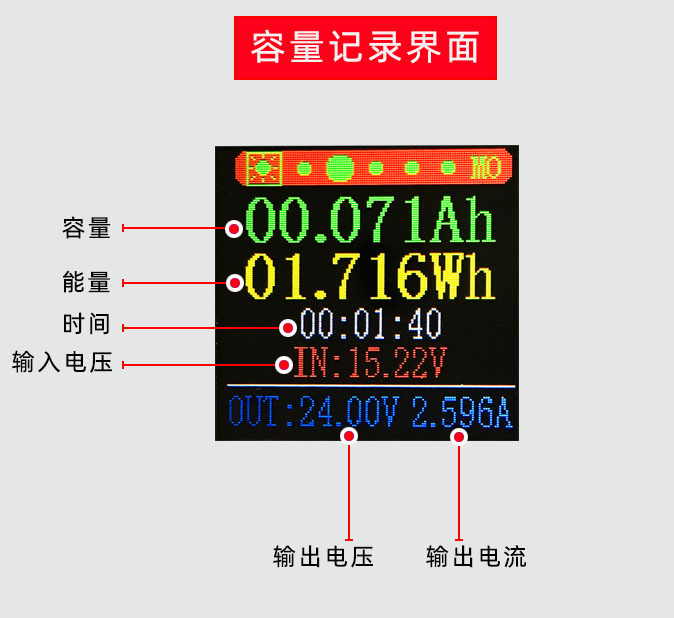 容量记录界面
M0
容量
00.071Ah
能量
01.716Wh
时间
00:01:40
输入电压
IN:15.22V
OUT:24.00V 2.596A
输出电压
输出电流